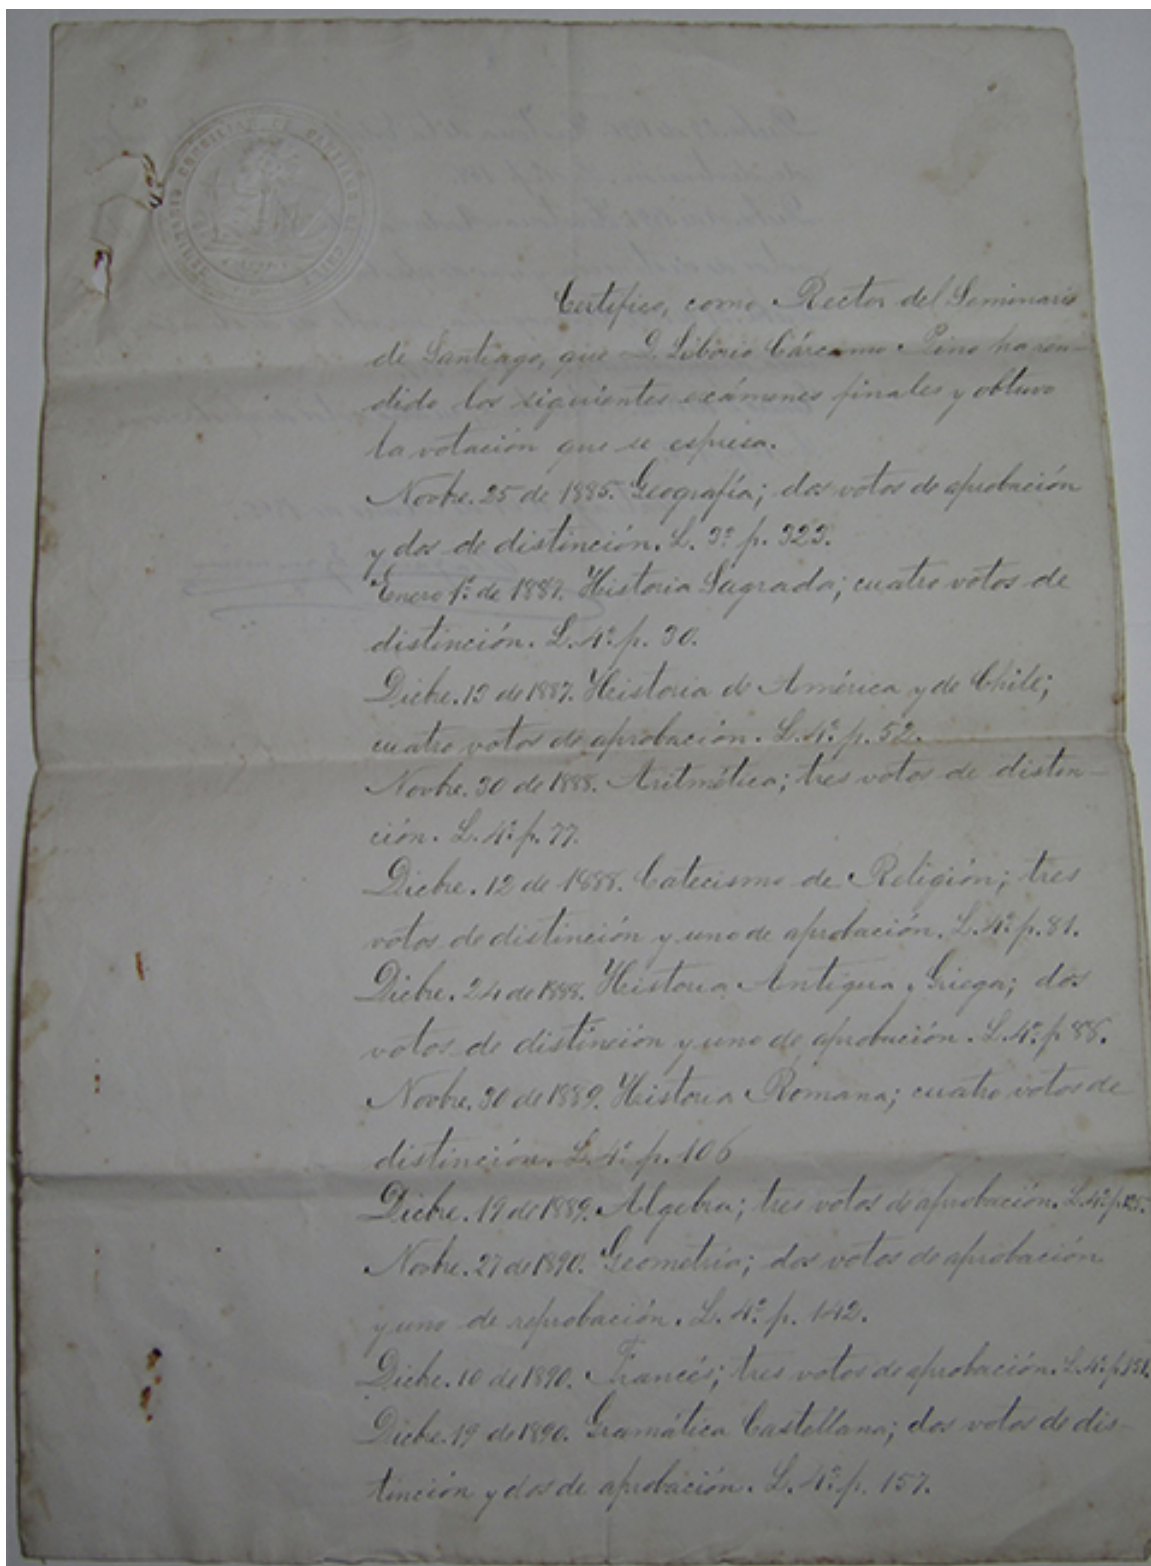 Certifico, como Rector del Seminario
de Santiago, que D. Liborio Cárcamo Pino ha ren-
dido los siguientes exámenes finales y obtuvo
la votación que se espresa.
Novbe. 25 de 1885. Geografía; dos votos de aprobación
y dos de distinción. L. 3º p. 323.
Enero 1º de 1887. Historia Sagrada; cuatro votos de
distinción. L. 4º p. 30.
Dicbe. 13 de 1887. Historia de América y de Chile;
cuatro votos de aprobación. L. 4º p. 52.
Novbe. 30 de 1888. Aritmética; tres votos de distin-
ción. L. 4º p. 77.
Dicbe. 12 de 1888. Catecismo de Religión; tres
votos de distinción y uno de aprobación. L. 4º p. 81.
Dicbe. 24 de 1888. Historia Antigua, Griega; dos
votos de distinción y uno de aprobación. L. 4º p. 88.
Novbe. 30 de 1889. Historia Romana; cuatro votos de
distinción. L. 4º p. 106
Dicbe. 19 de 1889. Algebra; tres votos de aprobación. L. 4º p. 125.
Novbe. 27 de 1890. Geometría; dos votos de aprobación
y uno de reprobación. L. 4º p. 142.
Dicbe. 10 de 1890. Francés; tres votos de aprobación. L. 4º p. 151.
Dicbe. 19 de 1890. Gramática Castellana; dos votos de dis-
tinción y dos de aprobación. L. 4º p. 157.